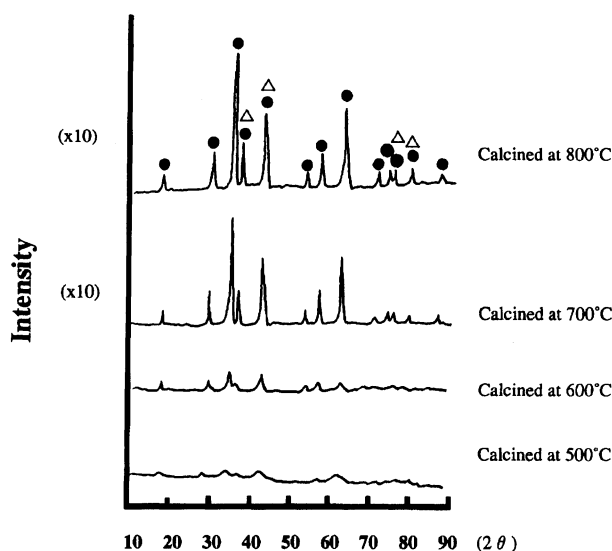 (x10)
Calcined at 800°C
Intensity
(x10)
Calcined at 700°C
Calcined at 600°C
Calcined at 500°C
10 20 30 40 50 60 70 80 90 (2 θ)